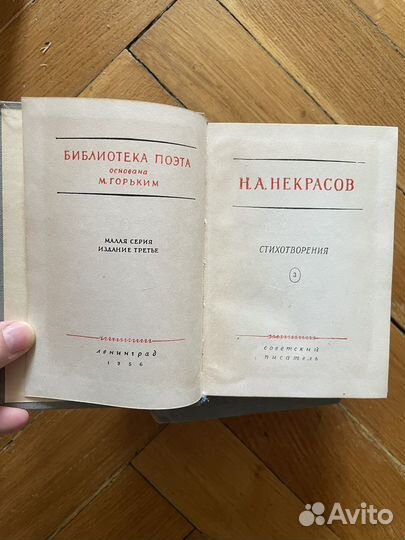 БИБЛИОТЕКА ПОЭТА
основана
М. ГОРЬКИМ
МАЛАЯ СЕРИЯ
ИЗДАНИЕ ТРЕТЬЕ
ленинград
1956
Н.А.НЕКРАСОВ
СТИХОТВОРЕНИЯ
3
советский
писатель
Avito